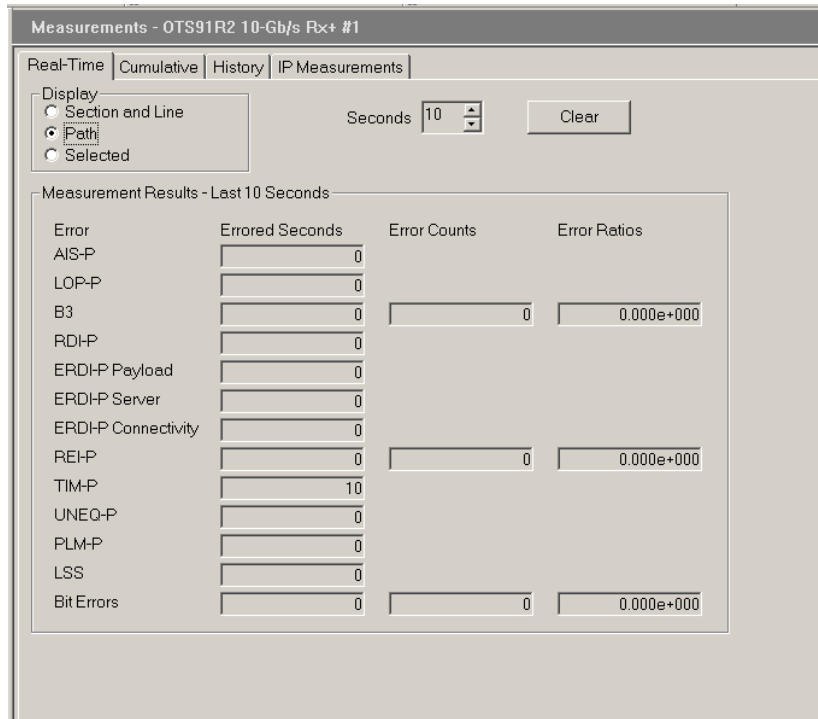 Measurements - OTS91R2 10-Gb/s Rx+ #1
Real-Time Cumulative History IP Measurements
Display
Section and Line
Path
Selected
Seconds 10 Clear
Measurement Results - Last 10 Seconds
Error Errored Seconds Error Counts Error Ratios
AIS-P 0
LOP-P 0
B3 0 0 0.000e+000
RDI-P 0
ERDI-P Payload 0
ERDI-P Server 0
ERDI-P Connectivity 0
REI-P 0 0 0.000e+000
TIM-P 10
UNEQ-P 0
PLM-P 0
LSS 0
Bit Errors 0 0 0.000e+000